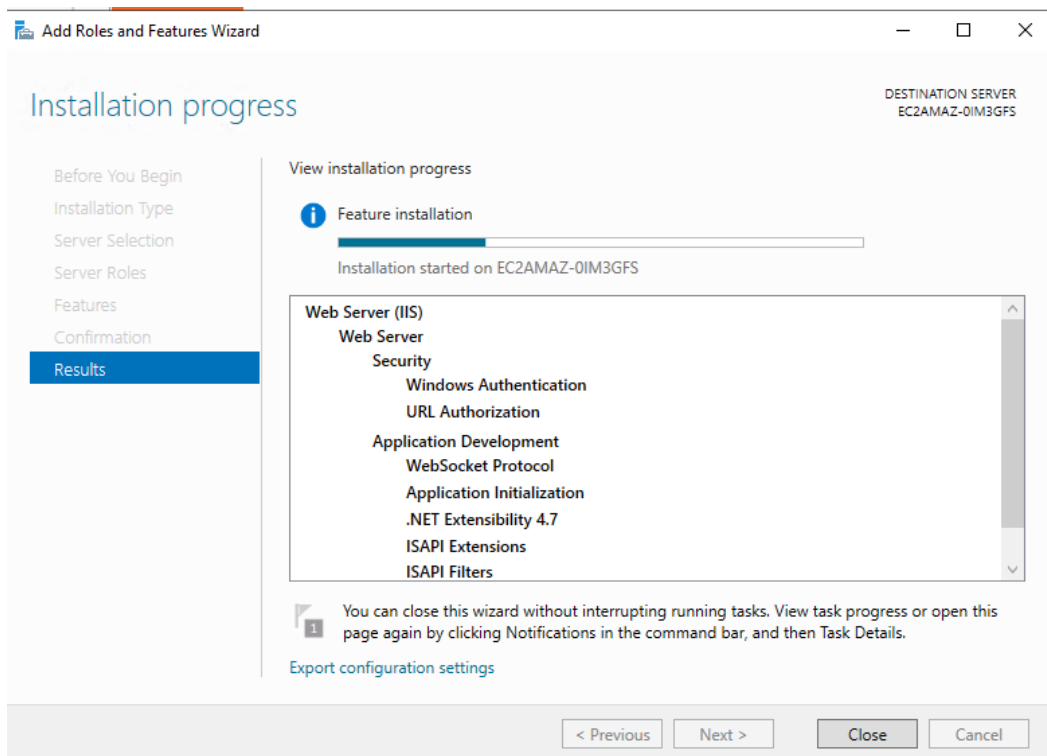 Add Roles and Features Wizard
Installation progress
DESTINATION SERVER
EC2AMAZ-0IM3GFS
Before You Begin
Installation Type
Server Selection
Server Roles
Features
Confirmation
Results
View installation progress
Feature installation
Installation started on EC2AMAZ-0IM3GFS
Web Server (IIS)
Web Server
Security
Windows Authentication
URL Authorization
Application Development
WebSocket Protocol
Application Initialization
.NET Extensibility 4.7
ISAPI Extensions
ISAPI Filters
1
You can close this wizard without interrupting running tasks. View task progress or open this
page again by clicking Notifications in the command bar, and then Task Details.
Export configuration settings
< Previous
Next >
Close
Cancel